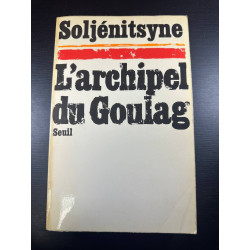 Soljénitsyne
L'archipel
du Goulag
Seuil